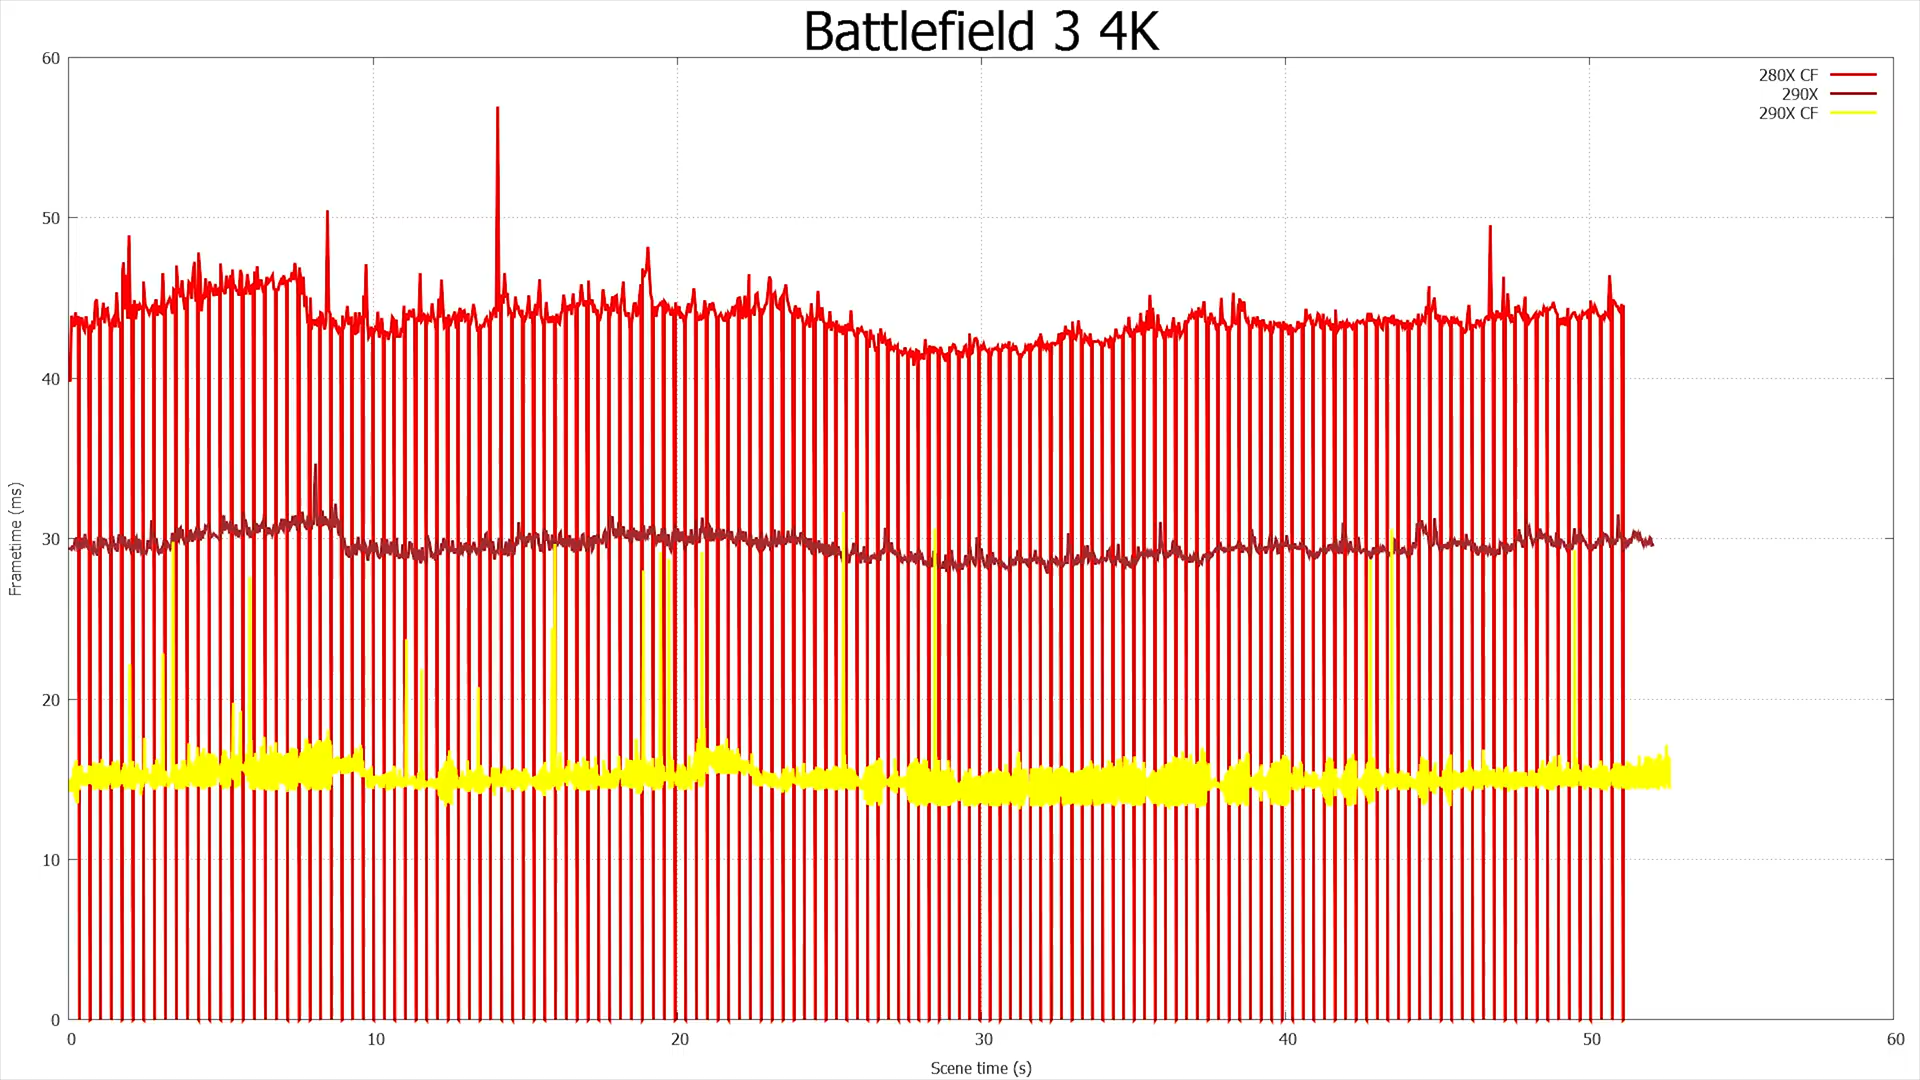 Battlefield 3 4K
280X CF
290X
290X CF
60
50
40
30
20
10
0
Frametime (ms)
0 10 20 30 40 50 60
Scene time (s)